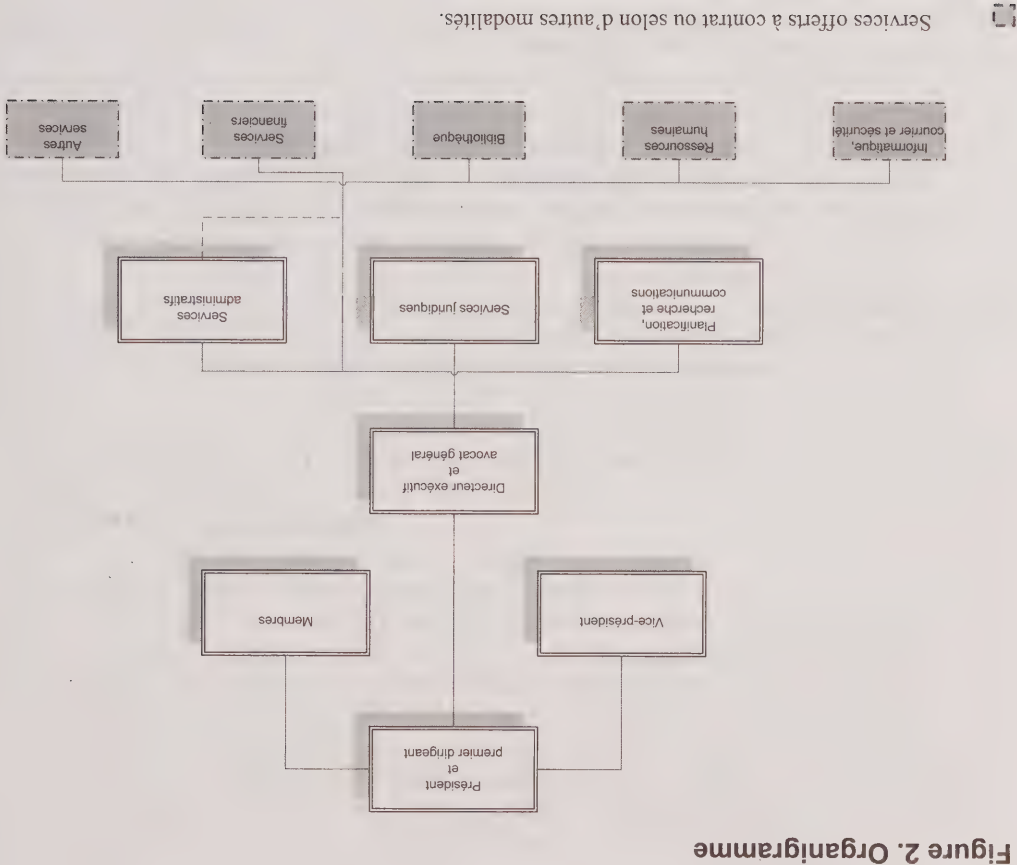 Figure 2. Organigramme
Président
et
premier dirigeant
Membres
Vice-président
Directeur exécutif
et
avocat général
Services
administratifs
Services juridiques
Planification,
recherche et
communications
Autres
services
Services
financiers
Bibliothèque
Ressources
humaines
Informatique,
courrier et sécurité
Services offerts à contrat ou selon d'autres modalités.